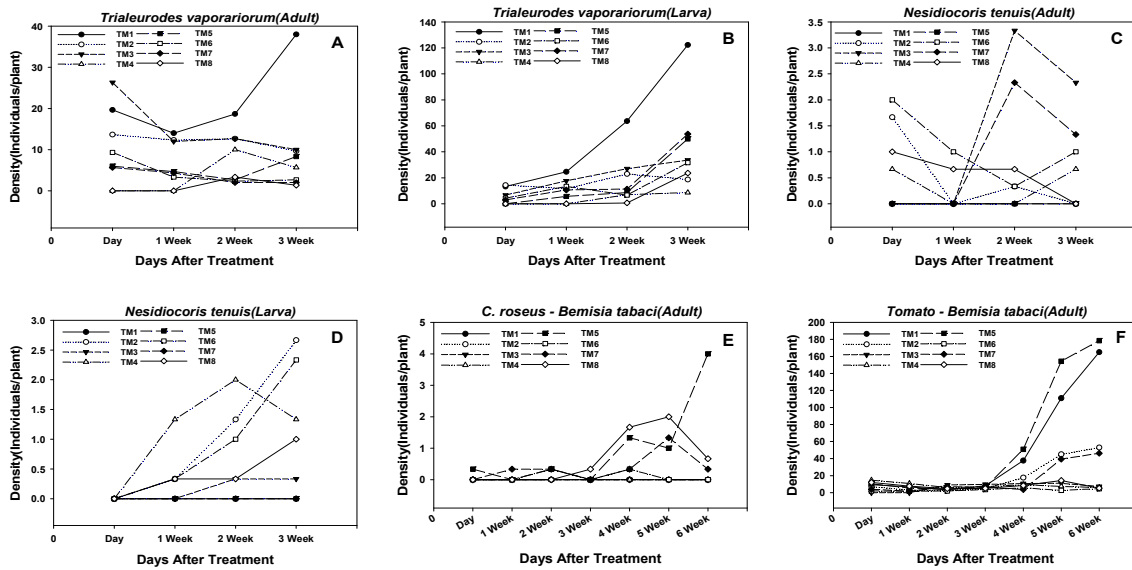 Trialeurodes vaporariorum(Adult)
A
TM1 TM5
TM2 TM6
TM3 TM7
TM4 TM8
Density(Individuals/plant)
40
30
20
10
0
0 Day 1 Week 2 Week 3 Week
Days After Treatment
Trialeurodes vaporariorum(Larva)
B
TM1 TM5
TM2 TM6
TM3 TM7
TM4 TM8
Density(Individuals/plant)
140
120
100
80
60
40
20
0
0 Day 1 Week 2 Week 3 Week
Days After Treatment
Nesidiocoris tenuis(Adult)
C
TM1 TM5
TM2 TM6
TM3 TM7
TM4 TM8
Density(Individuals/plant)
3.5
3.0
2.5
2.0
1.5
1.0
0.5
0.0
0 Day 1 Week 2 Week 3 Week
Days After Treatment
Nesidiocoris tenuis(Larva)
D
TM1 TM5
TM2 TM6
TM3 TM7
TM4 TM8
Density(Individuals/plant)
3.0
2.5
2.0
1.5
1.0
0.5
0.0
0 Day 1 Week 2 Week 3 Week
Days After Treatment
C. roseus - Bemisia tabaci(Adult)
E
TM1 TM5
TM2 TM6
TM3 TM7
TM4 TM8
Density(Individuals/plant)
5
4
3
2
1
0
0 Day 1 Week 2 Week 3 Week 4 Week 5 Week 6 Week
Days After Treatment
Tomato - Bemisia tabaci(Adult)
F
TM1 TM5
TM2 TM6
TM3 TM7
TM4 TM8
Density(Individuals/plant)
200
180
160
140
120
100
80
60
40
20
0
0 Day 1 Week 2 Week 3 Week 4 Week 5 Week 6 Week
Days After Treatment